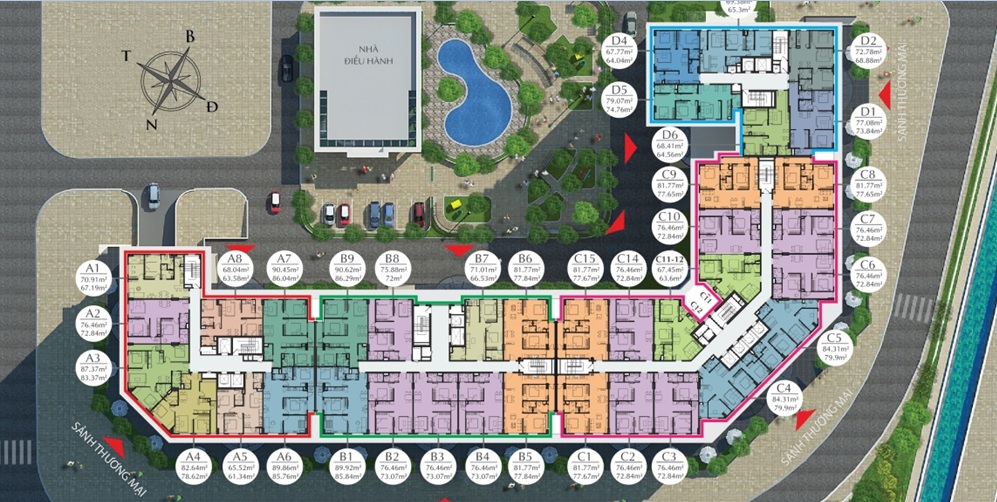 89.38m²
65.3m²
D4
67.77m²
64.04m²
D2
72.78m²
68.88m²
B
T
Đ
N
NHÀ
ĐIỀU HÀNH
D5
79.07m²
74.76m²
SẢNH THƯƠNG MẠI
D1
77.08m²
73.84m²
D6
68.41m²
64.56m²
C9
81.77m²
77.65m²
C8
81.77m²
77.65m²
C10
76.46m²
72.84m²
C7
76.46m²
72.84m²
C11-12
67.45m²
63.6m²
C6
76.46m²
72.84m²
A1
70.91m²
67.19m²
A8
68.04m²
63.58m²
A7
90.45m²
86.04m²
B9
90.62m²
86.29m²
B8
75.88m²
72m²
B7
71.01m²
66.53m²
B6
81.77m²
77.84m²
C15
81.77m²
77.67m²
C14
76.46m²
72.84m²
C11
C12
A2
76.46m²
72.84m²
A3
87.37m²
83.37m²
C5
84.31m²
79.9m²
C4
84.31m²
79.9m²
SẢNH THƯƠNG MẠI
A4
82.64m²
78.62m²
A5
65.52m²
61.34m²
A6
89.86m²
85.76m²
B1
89.92m²
85.84m²
B2
76.46m²
73.07m²
B3
76.46m²
73.07m²
B4
76.46m²
73.07m²
B5
81.77m²
77.84m²
C1
81.77m²
77.67m²
C2
76.46m²
72.84m²
C3
76.46m²
72.84m²
SẢNH THƯƠNG MẠI